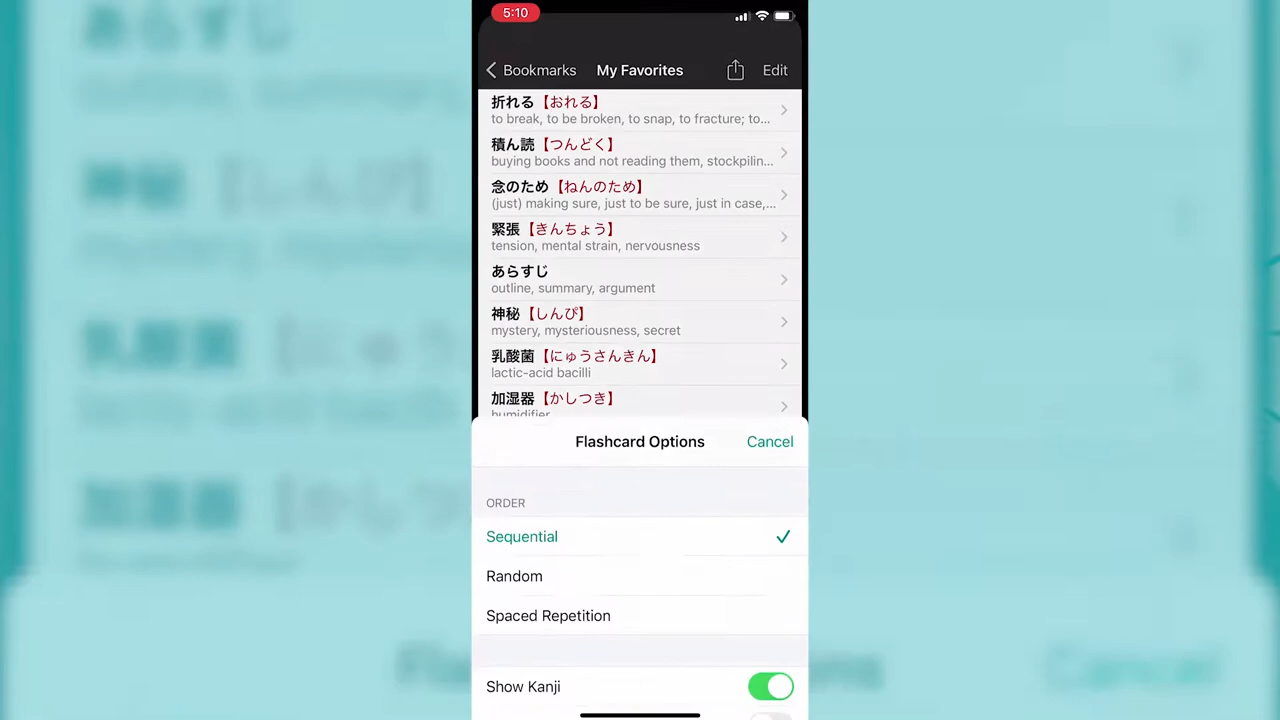 5:10
Bookmarks My Favorites Edit
折れる【おれる】
to break, to be broken, to snap, to fracture; to...
積ん読【つんどく】
buying books and not reading them, stockpilin...
念のため【ねんのため】
(just) making sure, just to be sure, just in case,...
緊張【きんちょう】
tension, mental strain, nervousness
あらすじ
outline, summary, argument
神秘【しんぴ】
mystery, mysteriousness, secret
乳酸菌【にゅうさんきん】
lactic-acid bacilli
加湿器【かしつき】
humidifier
Flashcard Options Cancel
ORDER
Sequential
Random
Spaced Repetition
Show Kanji